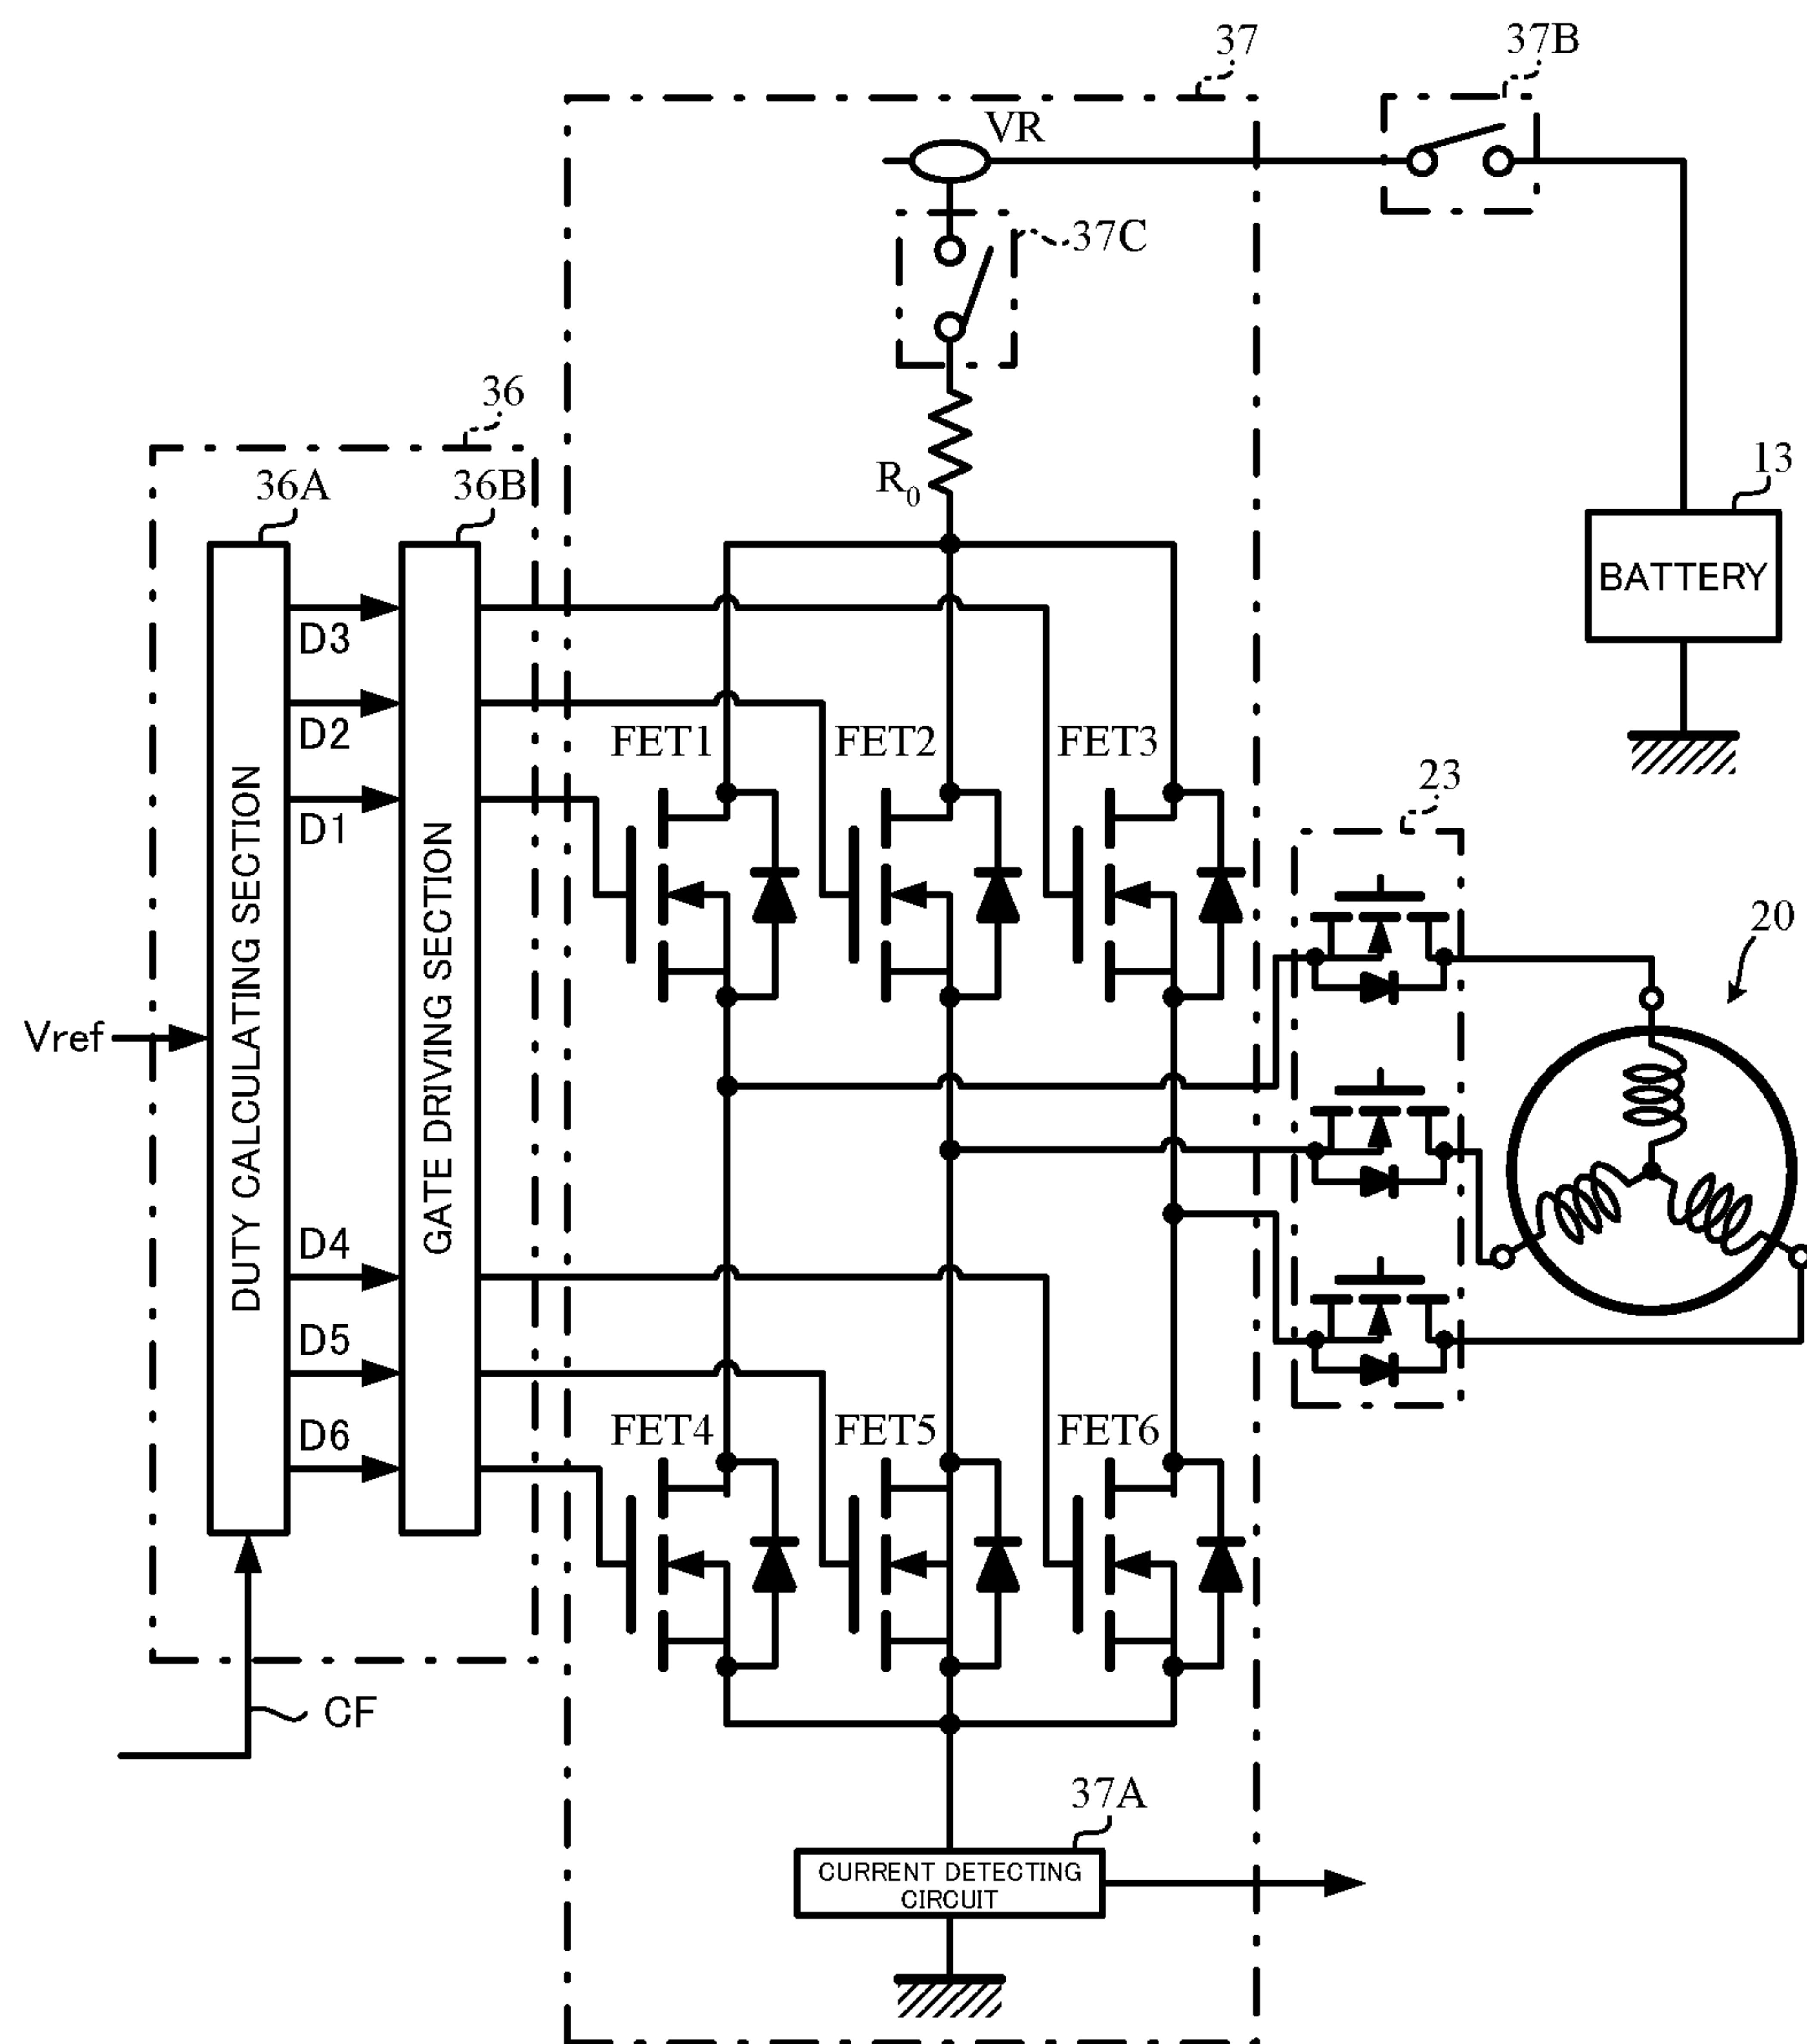 37
37B
VR
37C
36
R0
36A
36B
13
BATTERY
D3
D2
FET1
FET2
FET3
D1
23
20
DUTY CALCULATING SECTION
GATE DRIVING SECTION
Vref
D4
D5
D6
FET4
FET5
FET6
CF
37A
CURRENT DETECTING
CIRCUIT